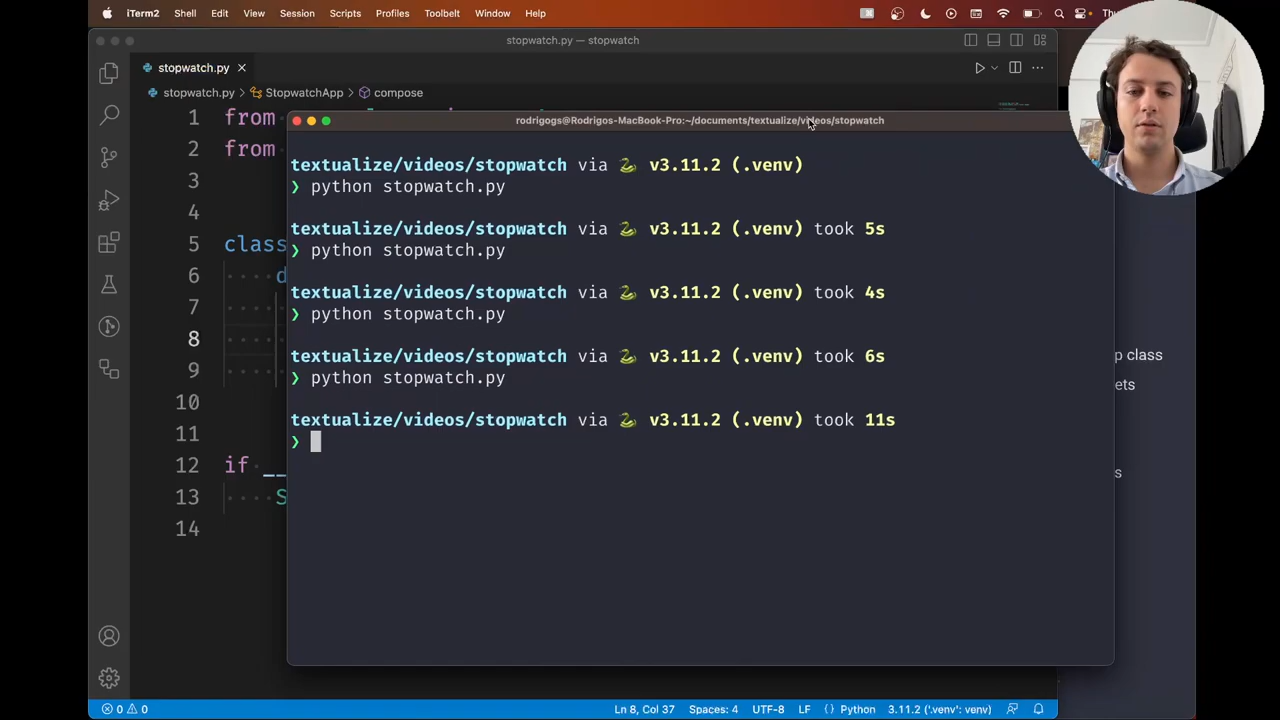 iTerm2 Shell Edit View Session Scripts Profiles Toolbelt Window Help
stopwatch.py — stopwatch
stopwatch.py
stopwatch.py StopwatchApp compose
1 from
2 from
3
4
5 class
6 d
7
8
9
10
11
12 if __
13 S
14
rodrigogs@Rodrigos-MacBook-Pro:~/documents/textualize/videos/stopwatch
textualize/videos/stopwatch via v3.11.2 (.venv)
❯ python stopwatch.py
textualize/videos/stopwatch via v3.11.2 (.venv) took 5s
❯ python stopwatch.py
textualize/videos/stopwatch via v3.11.2 (.venv) took 4s
❯ python stopwatch.py
textualize/videos/stopwatch via v3.11.2 (.venv) took 6s
❯ python stopwatch.py
textualize/videos/stopwatch via v3.11.2 (.venv) took 11s
❯
p class
ets
s
0 0 Ln 8, Col 37 Spaces: 4 UTF-8 LF {} Python 3.11.2 ('.venv': venv)